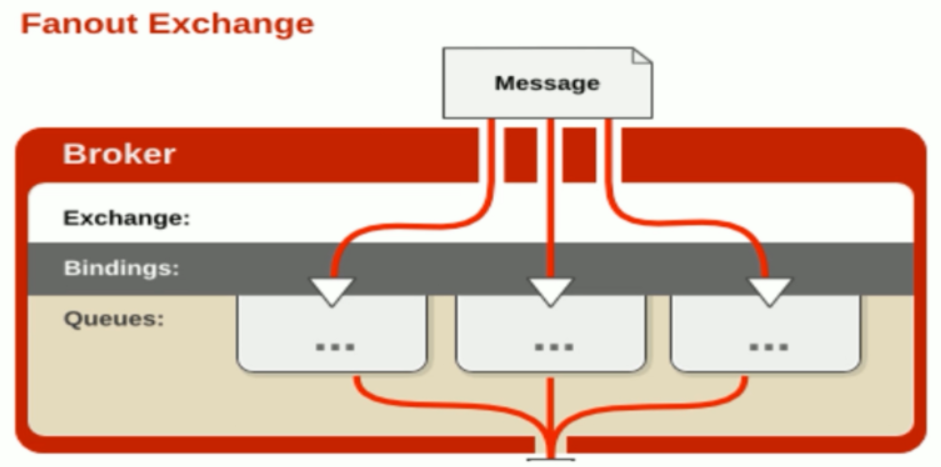 Fanout Exchange
Message
Broker
Exchange:
Bindings:
Queues:
... ... ...